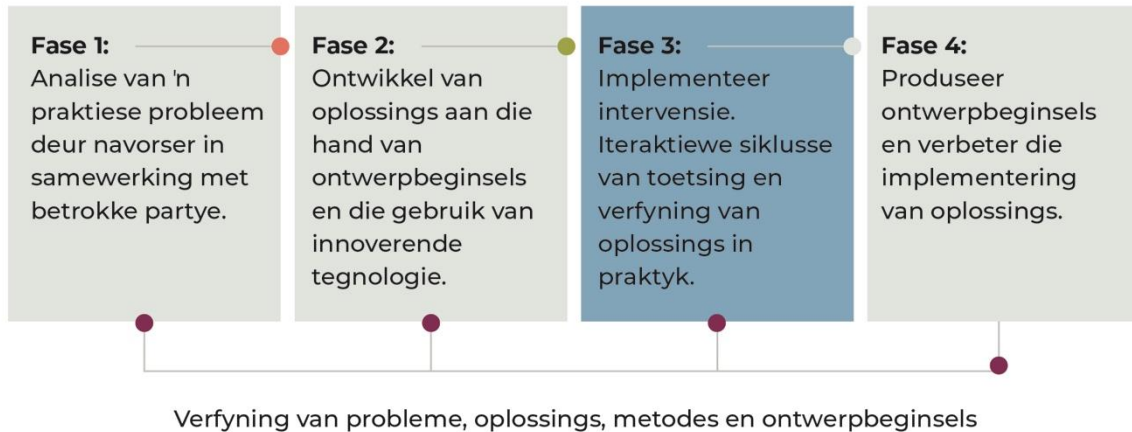 Fase 1:
Analise van 'n
praktiese probleem
deur navorser in
samewerking met
betrokke partye.
Fase 2:
Ontwikkel van
oplossings aan die
hand van
ontwerpbeginsels
en die gebruik van
innoverende
tegnologie.
Fase 3:
Implementeer
intervensie.
Iteraktiewe siklusse
van toetsing en
verfyning van
oplossings in
praktyk.
Fase 4:
Produseer
ontwerpbeginsels
en verbeter die
implementering
van oplossings.
Verfyning van probleme, oplossings, metodes en ontwerpbeginsels